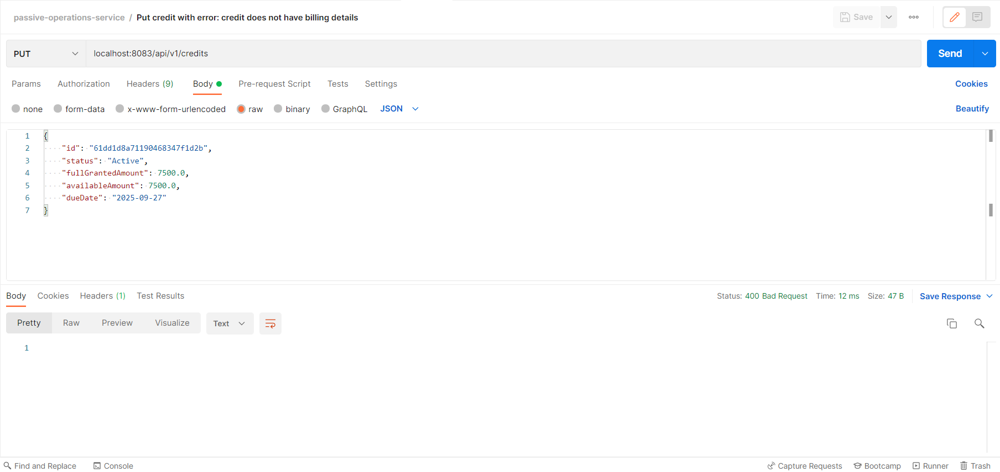 passive-operations-service / Put credit with error: credit does not have billing details Save
PUT localhost:8083/api/v1/credits Send
Params Authorization Headers (9) Body Pre-request Script Tests Settings Cookies
none form-data x-www-form-urlencoded raw binary GraphQL JSON Beautify
1 {
2 "id": "61dd1d8a71190468347f1d2b",
3 "status": "Active",
4 "fullGrantedAmount": 7500.0,
5 "availableAmount": 7500.0,
6 "dueDate": "2025-09-27"
7 }
Body Cookies Headers (1) Test Results Status: 400 Bad Request Time: 12 ms Size: 47 B Save Response
Pretty Raw Preview Visualize Text
1
Find and Replace Console Capture Requests Bootcamp Runner Trash